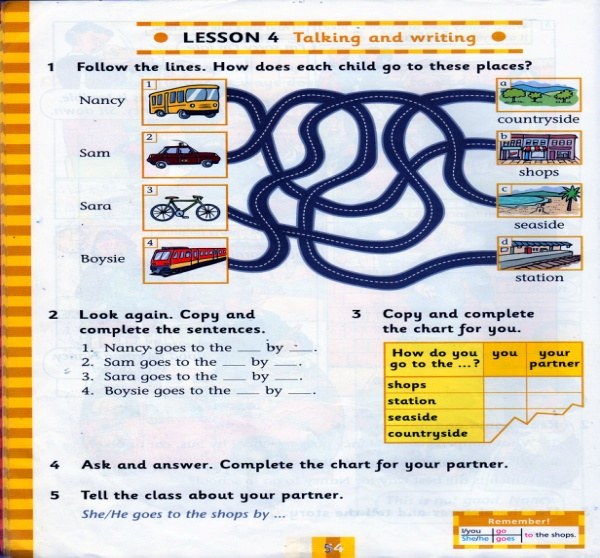 LESSON 4 Talking and writing
1 Follow the lines. How does each child go to these places?
Nancy
1
Sam
2
Sara
3
Boysie
4
a
countryside
b
shops
c
seaside
d
station
2 Look again. Copy and
complete the sentences.
1. Nancy goes to the ___ by ___.
2. Sam goes to the ___ by ___.
3. Sara goes to the ___ by ___.
4. Boysie goes to the ___ by ___.
3 Copy and complete
the chart for you.
How do you
go to the ...?
you
your
partner
shops
station
seaside
countryside
4 Ask and answer. Complete the chart for your partner.
5 Tell the class about your partner.
She/He goes to the shops by ...
Remember!
I/you go
She/he goes
to the shops.